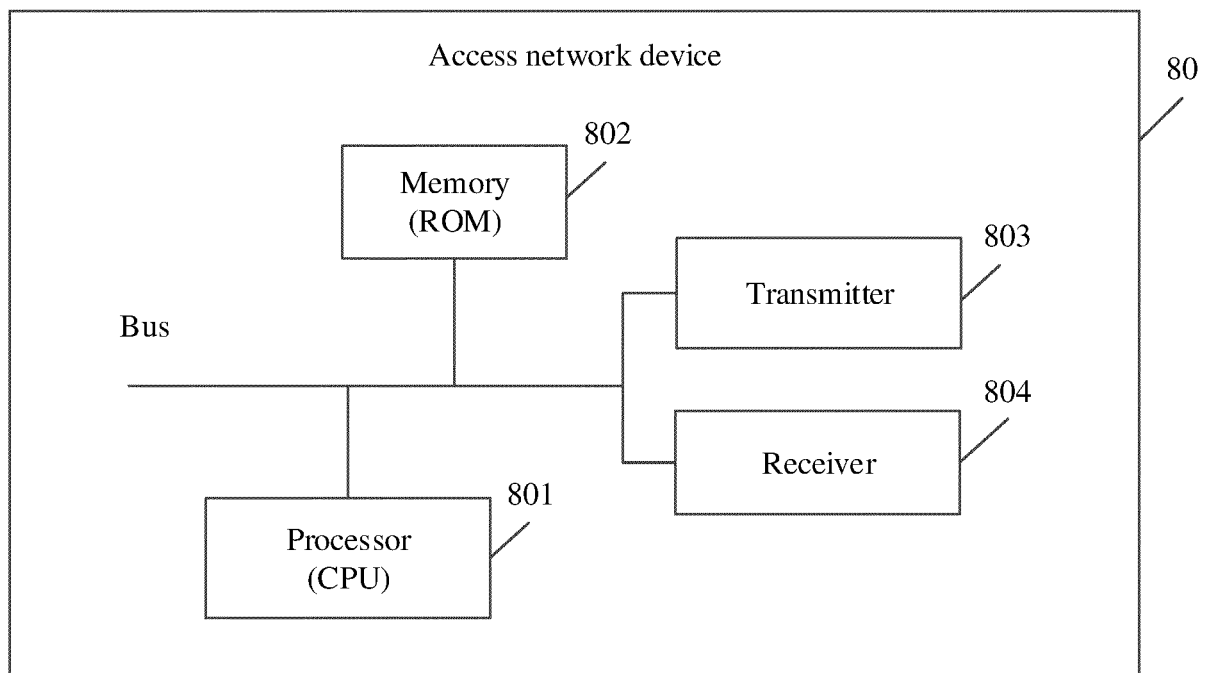 Access network device
80
802
Memory
(ROM)
803
Transmitter
Bus
804
Receiver
801
Processor
(CPU)